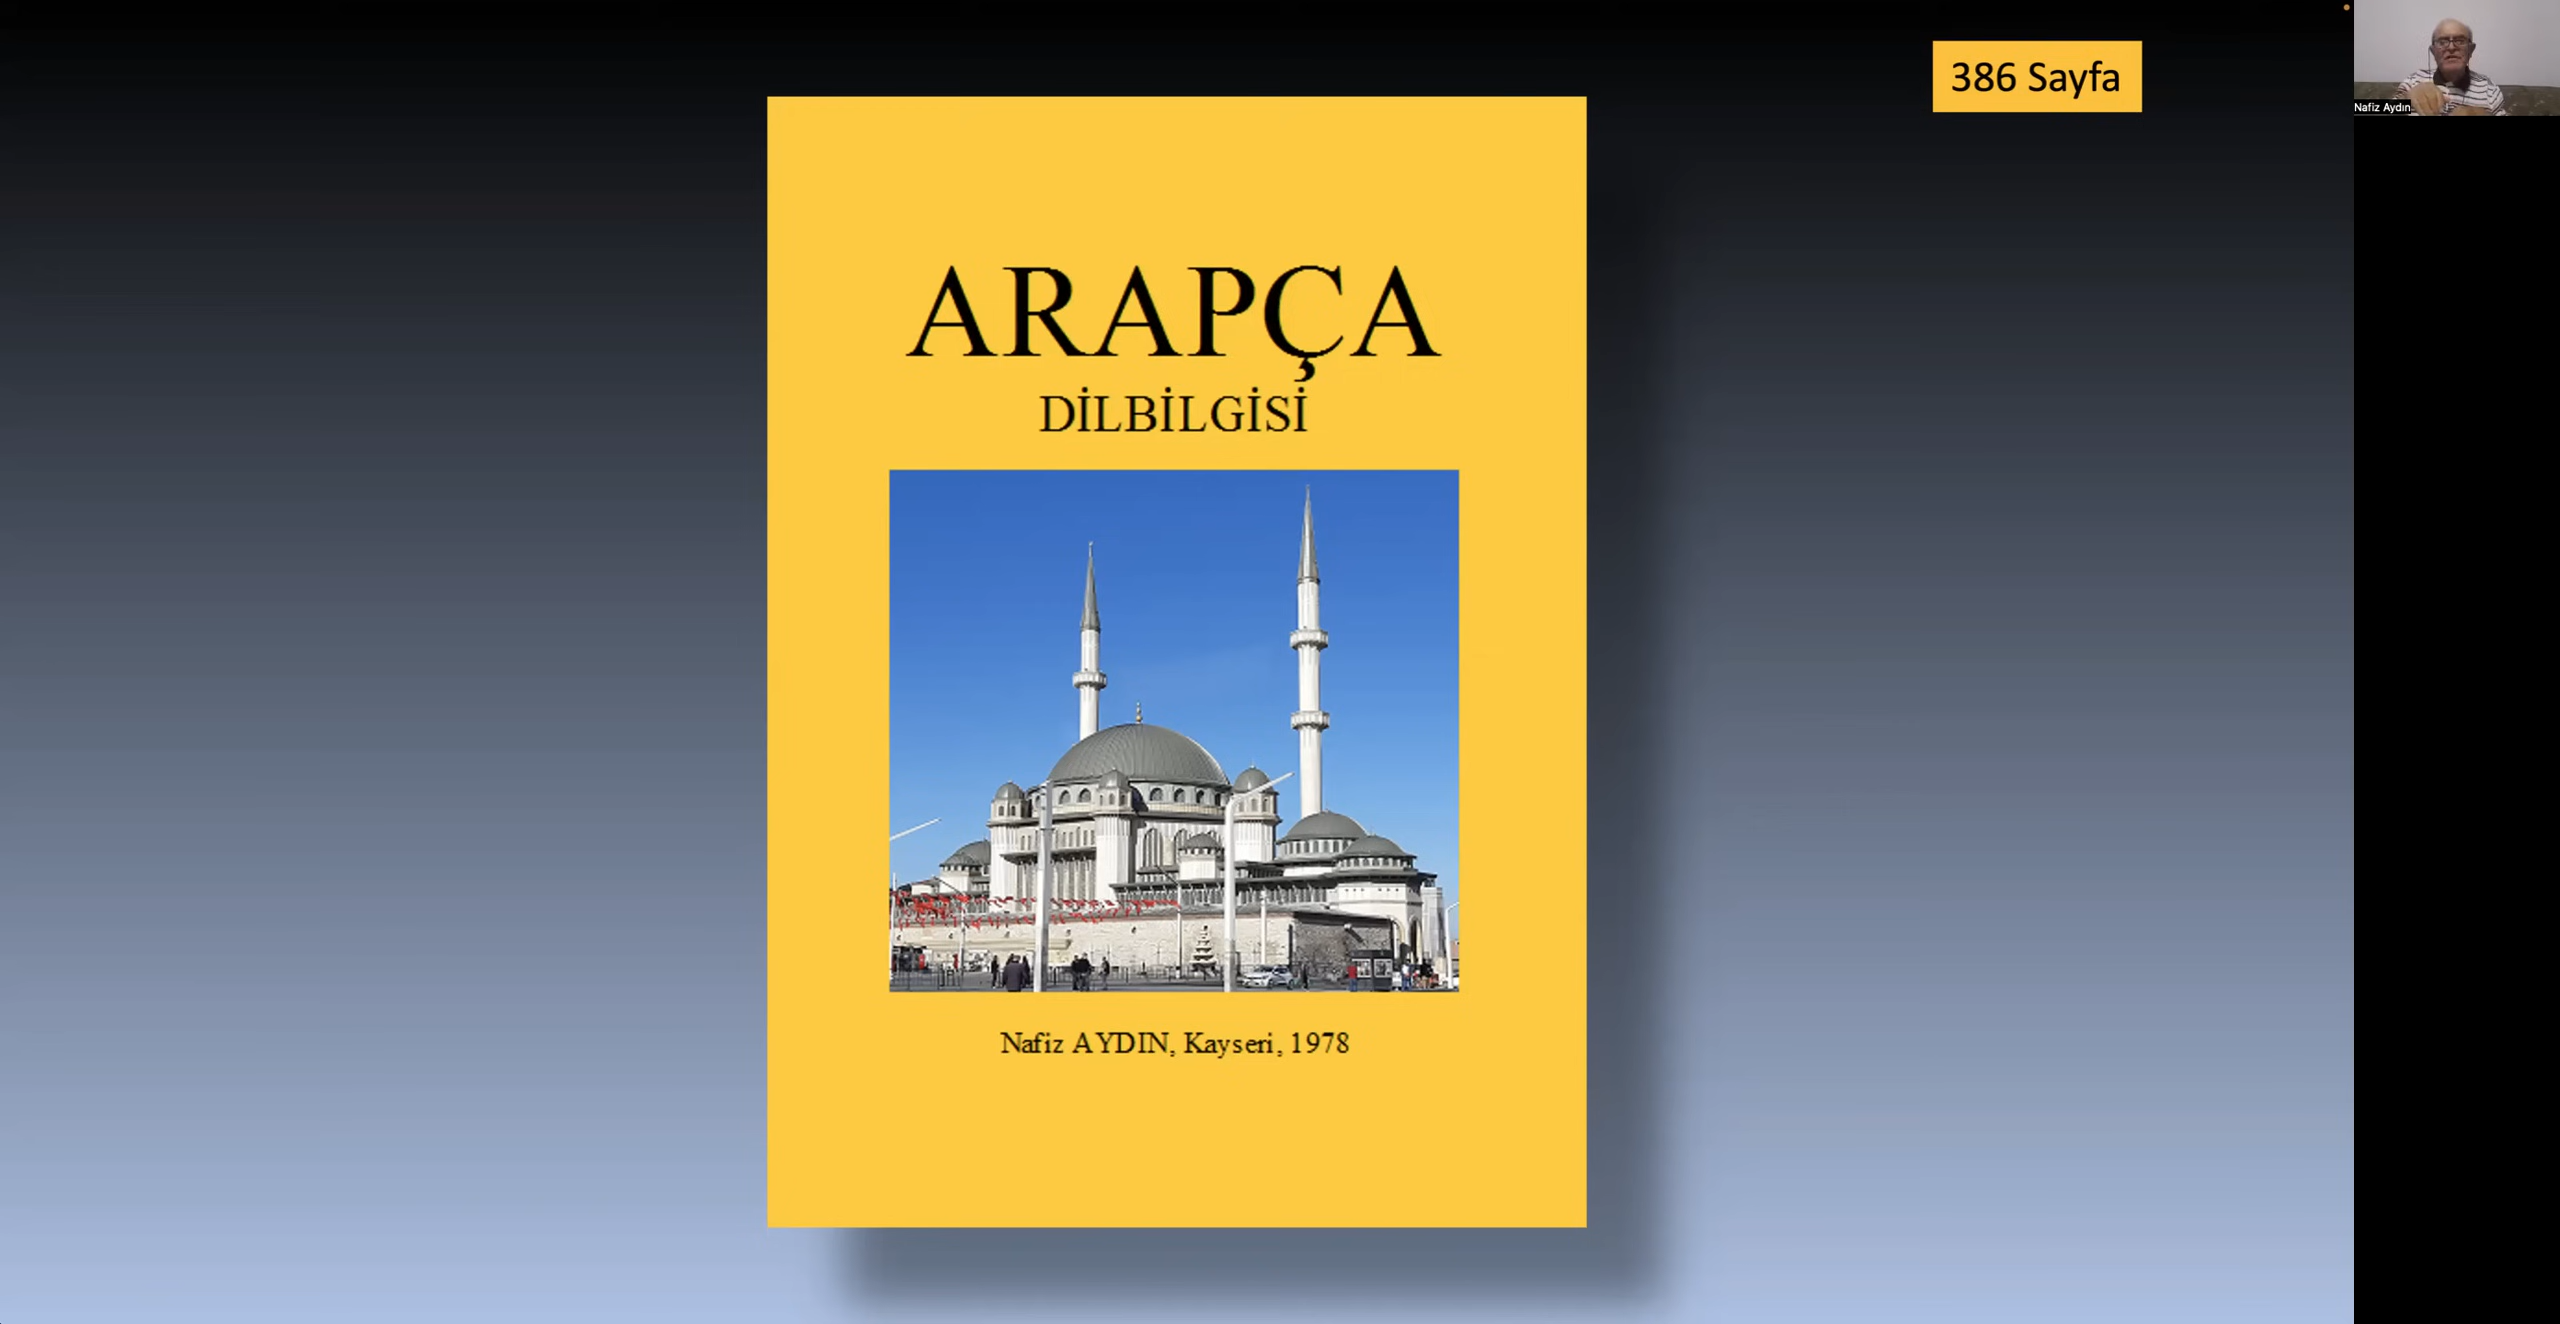 386 Sayfa
Nafiz Aydın
ARAPÇA
DİLBİLGİSİ
Nafiz AYDIN, Kayseri, 1978